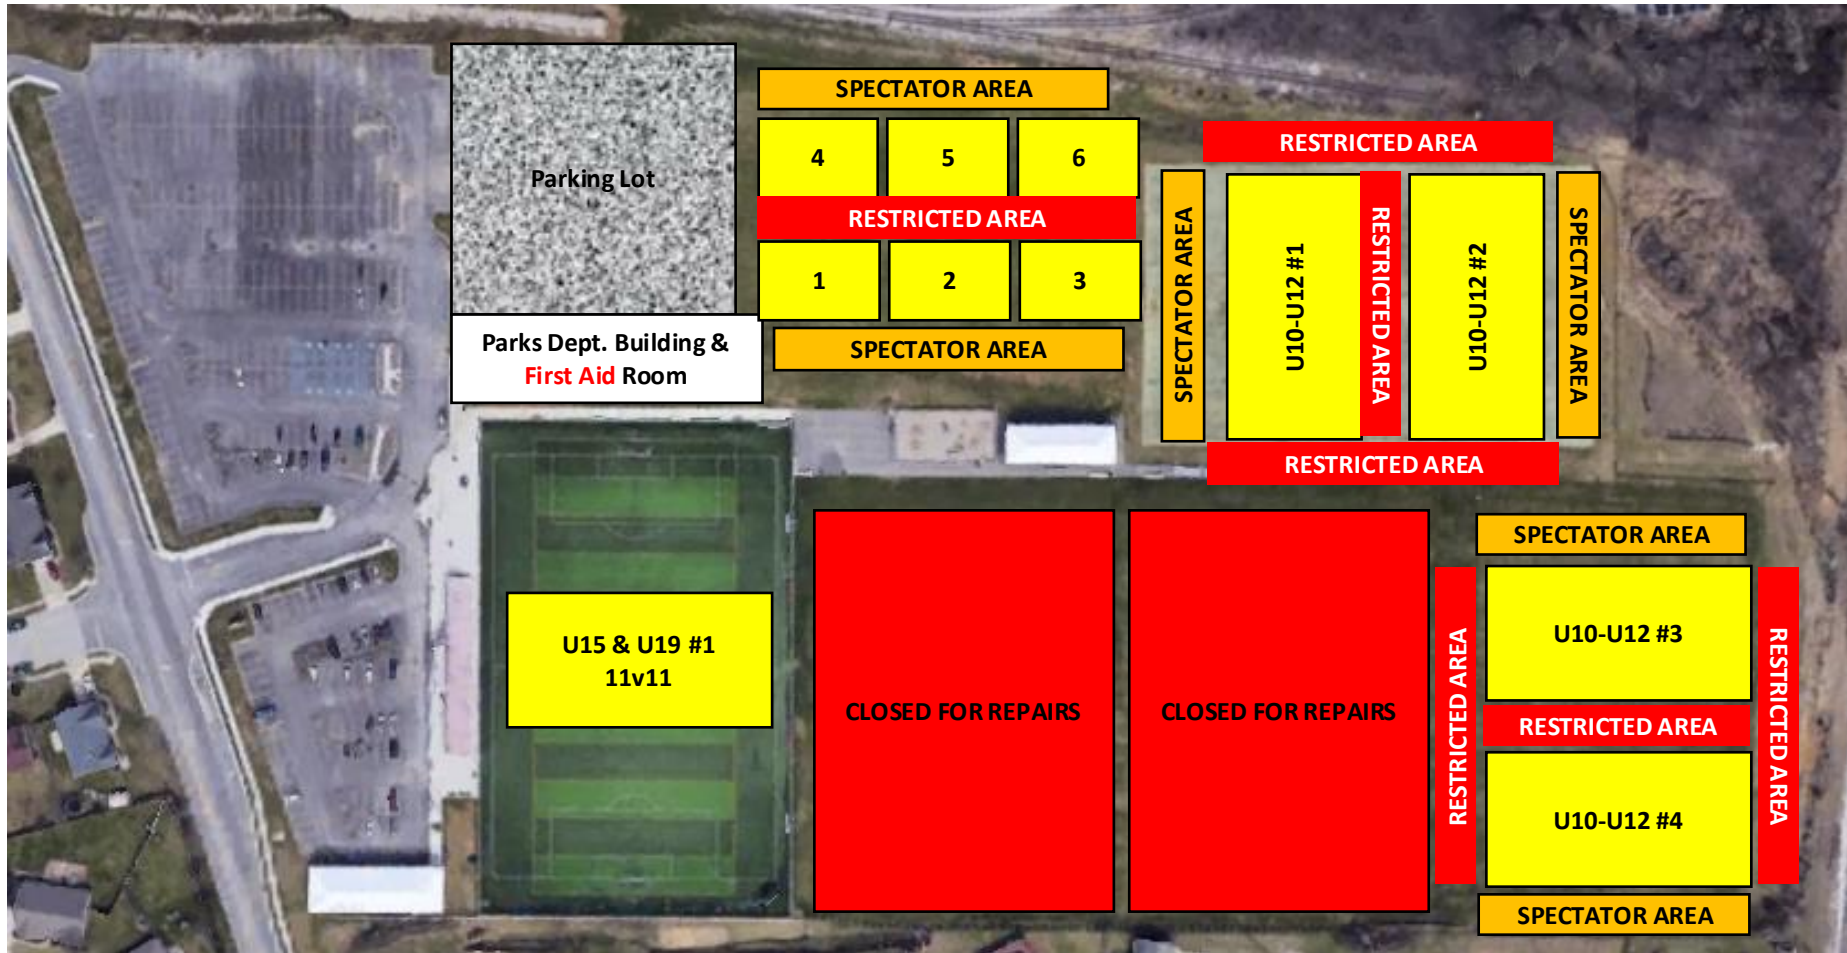 Parking Lot
Parks Dept. Building &
First Aid Room
SPECTATOR AREA
4
5
6
RESTRICTED AREA
1
2
3
SPECTATOR AREA
RESTRICTED AREA
SPECTATOR AREA
U10-U12 #1
RESTRICTED AREA
U10-U12 #2
SPECTATOR AREA
RESTRICTED AREA
U15 & U19 #1
11v11
CLOSED FOR REPAIRS
CLOSED FOR REPAIRS
SPECTATOR AREA
RESTRICTED AREA
U10-U12 #3
RESTRICTED AREA
U10-U12 #4
RESTRICTED AREA
SPECTATOR AREA